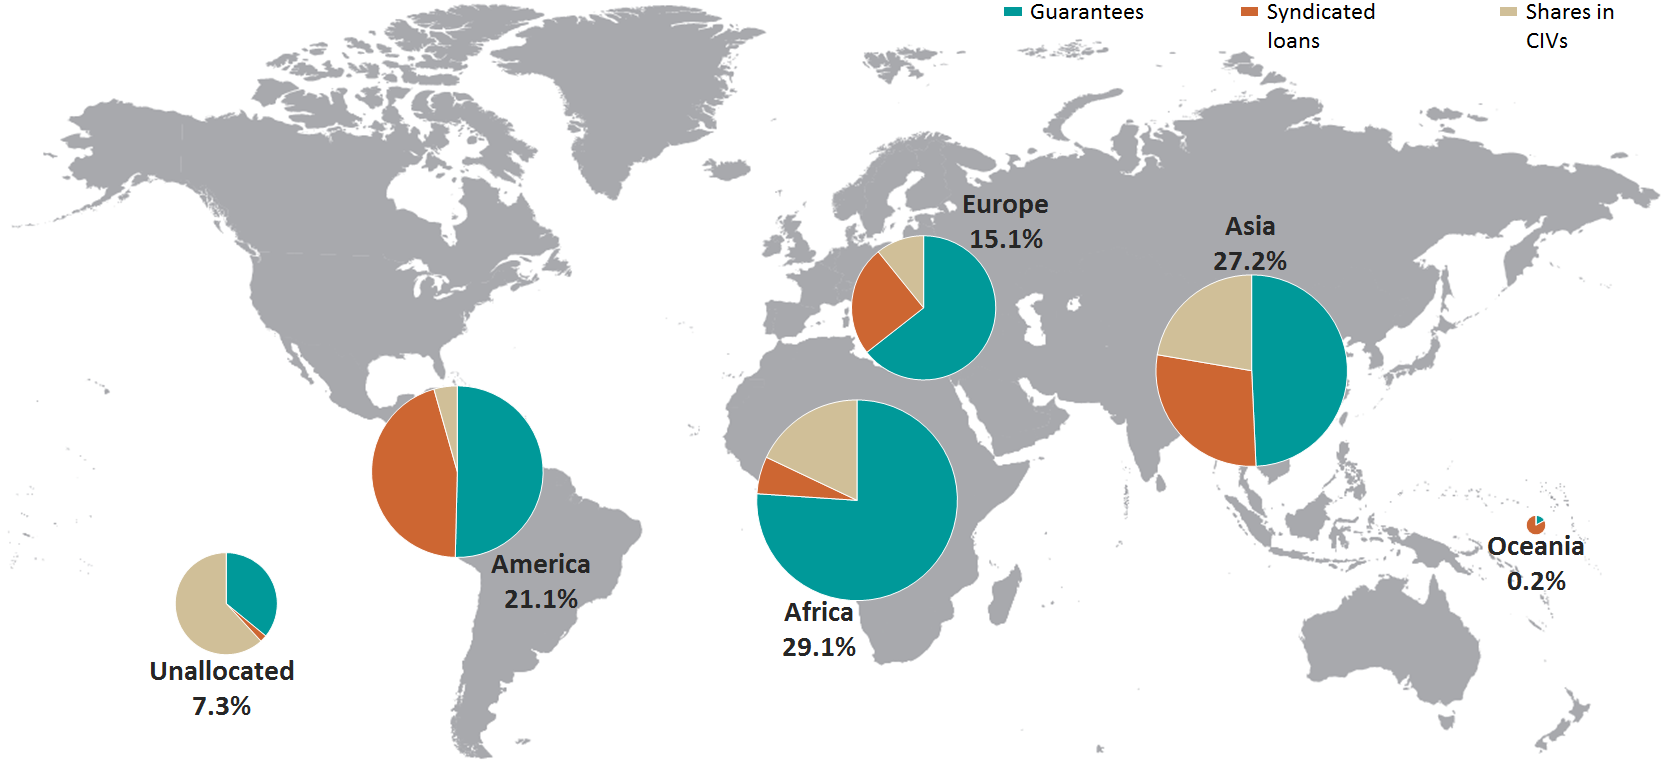 Guarantees
Syndicated
loans
Shares in
CIVs
Europe
15.1%
Asia
27.2%
America
21.1%
Africa
29.1%
Oceania
0.2%
Unallocated
7.3%